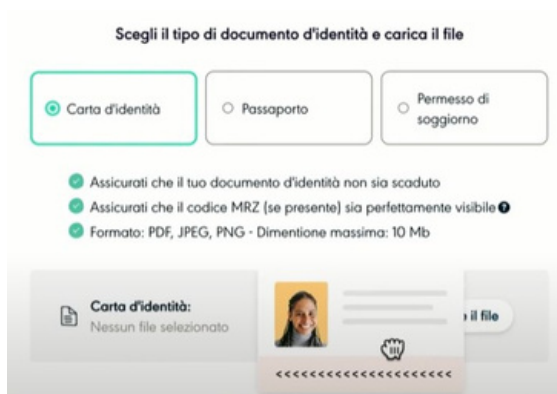 Scegli il tipo di documento d'identità e carica il file
Carta d'identità
Passaporto
Permesso di
soggiorno
Assicurati che il tuo documento d'identità non sia scaduto
Assicurati che il codice MRZ (se presente) sia perfettamente visibile ?
Formato: PDF, JPEG, PNG - Dimentione massima: 10 Mb
Carta d'identità:
Nessun file selezionato
il file
<<<<<<<<<<<<<<<<<<<<<<